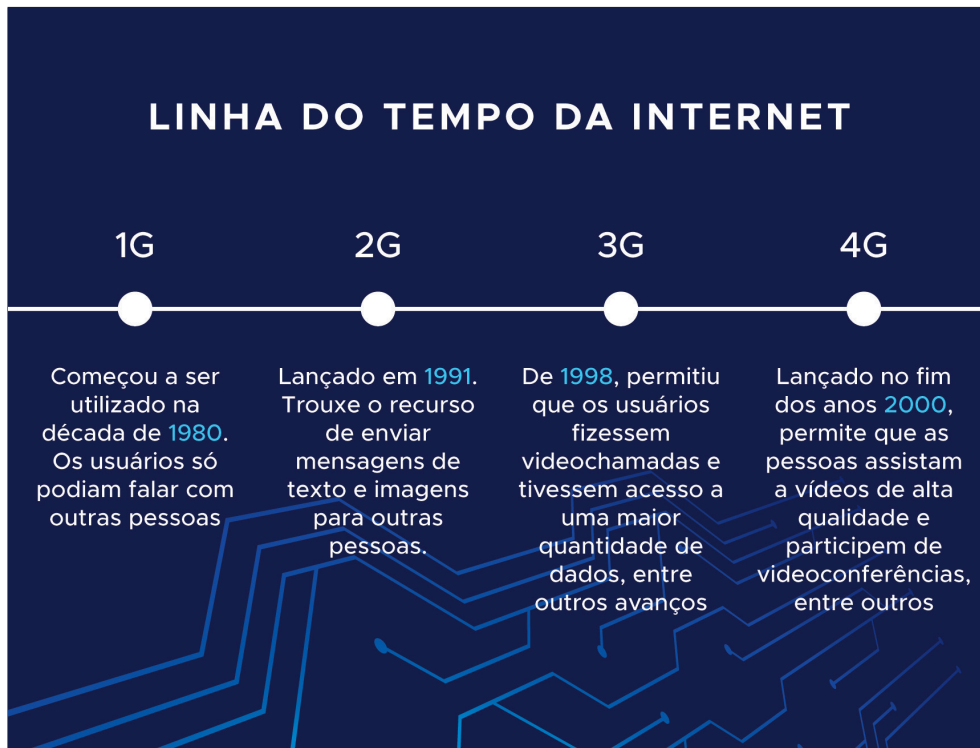 LINHA DO TEMPO DA INTERNET
1G
Começou a ser
utilizado na
década de 1980.
Os usuários só
podiam falar com
outras pessoas
2G
Lançado em 1991.
Trouxe o recurso
de enviar
mensagens de
texto e imagens
para outras
pessoas.
3G
De 1998, permitiu
que os usuários
fizessem
videochamadas e
tivessem acesso a
uma maior
quantidade de
dados, entre
outros avanços
4G
Lançado no fim
dos anos 2000,
permite que as
pessoas assistam
a vídeos de alta
qualidade e
participem de
videoconferências,
entre outros